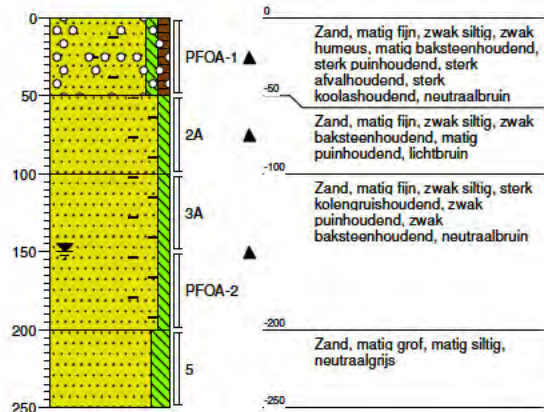 0
50
100
150
200
250
PFOA-1
2A
3A
PFOA-2
5
0
Zand, matig fijn, zwak siltig, zwak
humeus, matig baksteenhoudend,
sterk puinhoudend, sterk
afvalhoudend, sterk
koolashoudend, neutraalbruin
-50
Zand, matig fijn, zwak siltig, zwak
baksteenhoudend, matig
puinhoudend, lichtbruin
-100
Zand, matig fijn, zwak siltig, sterk
kolengruishoudend, zwak
puinhoudend, zwak
baksteenhoudend, neutraalbruin
-200
Zand, matig grof, matig siltig,
neutraalgrijs
-250